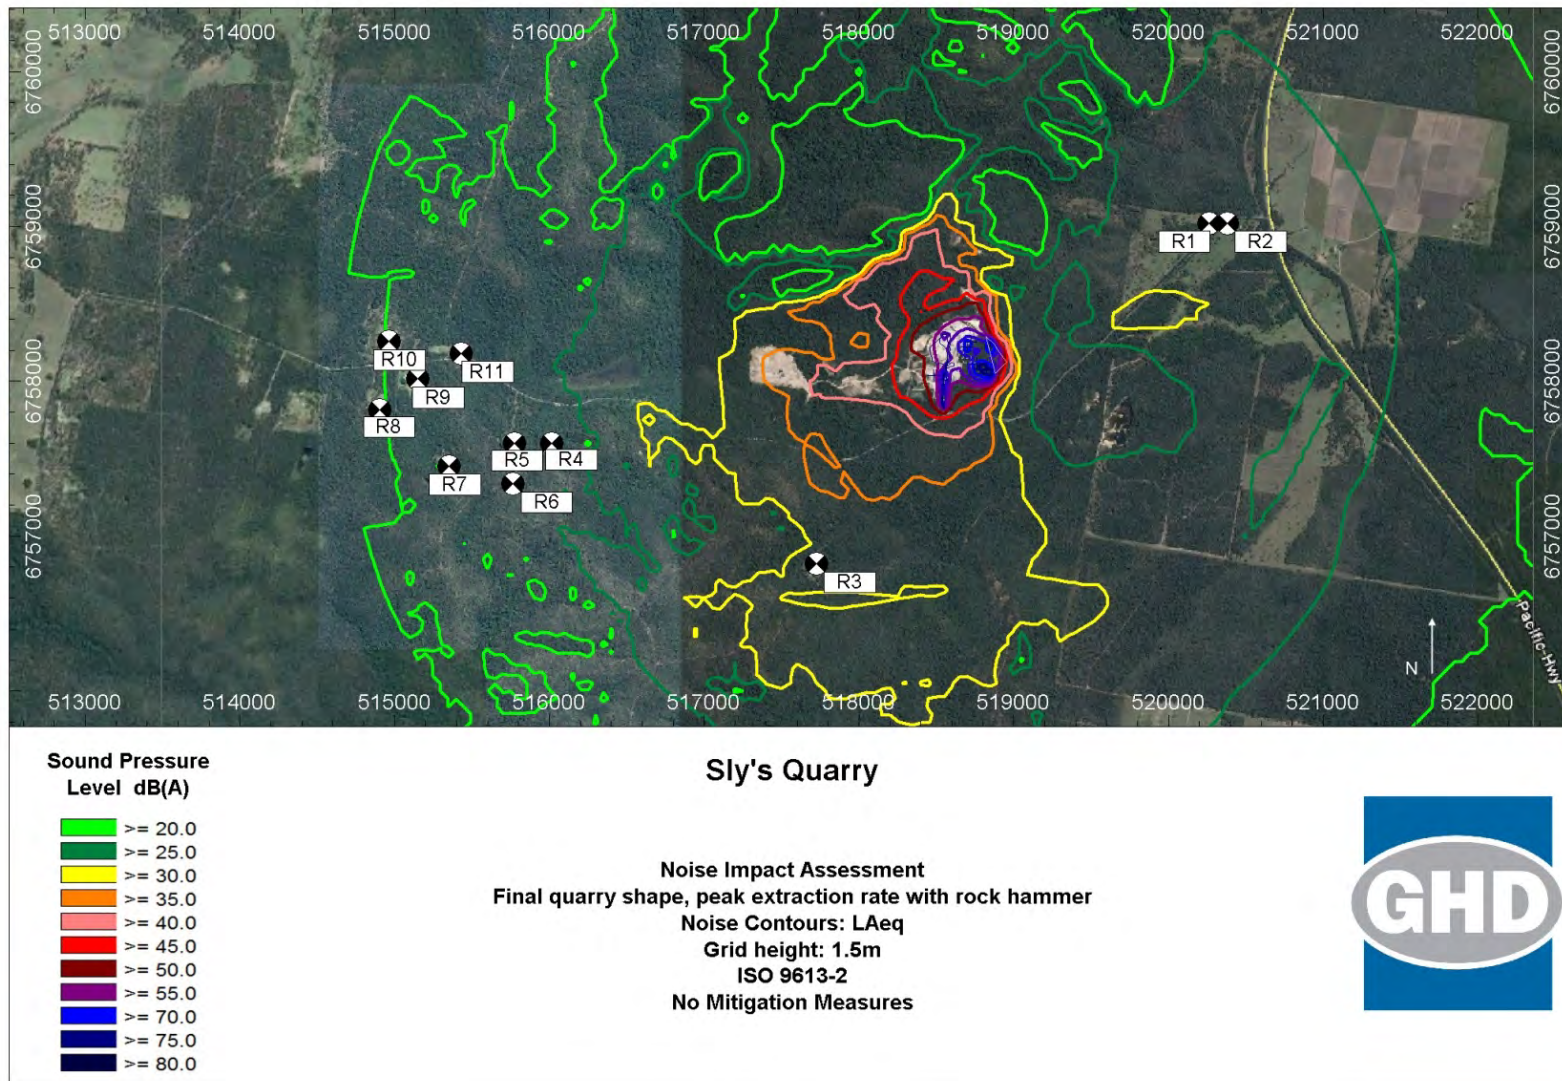 513000 514000 515000 516000 517000 518000 519000 520000 521000 522000
6760000 6760000
6759000 6759000
R1 R2
6758000 6758000
R10 R11
R9
R8
R5 R4
R7
R6
6757000 6757000
R3
Pacific-Hwy
N
513000 514000 515000 516000 517000 518000 519000 520000 521000 522000
Sound Pressure
Level dB(A)
>= 20.0
>= 25.0
>= 30.0
>= 35.0
>= 40.0
>= 45.0
>= 50.0
>= 55.0
>= 70.0
>= 75.0
>= 80.0
Sly's Quarry
Noise Impact Assessment
Final quarry shape, peak extraction rate with rock hammer
Noise Contours: LAeq
Grid height: 1.5m
ISO 9613-2
No Mitigation Measures
GHD